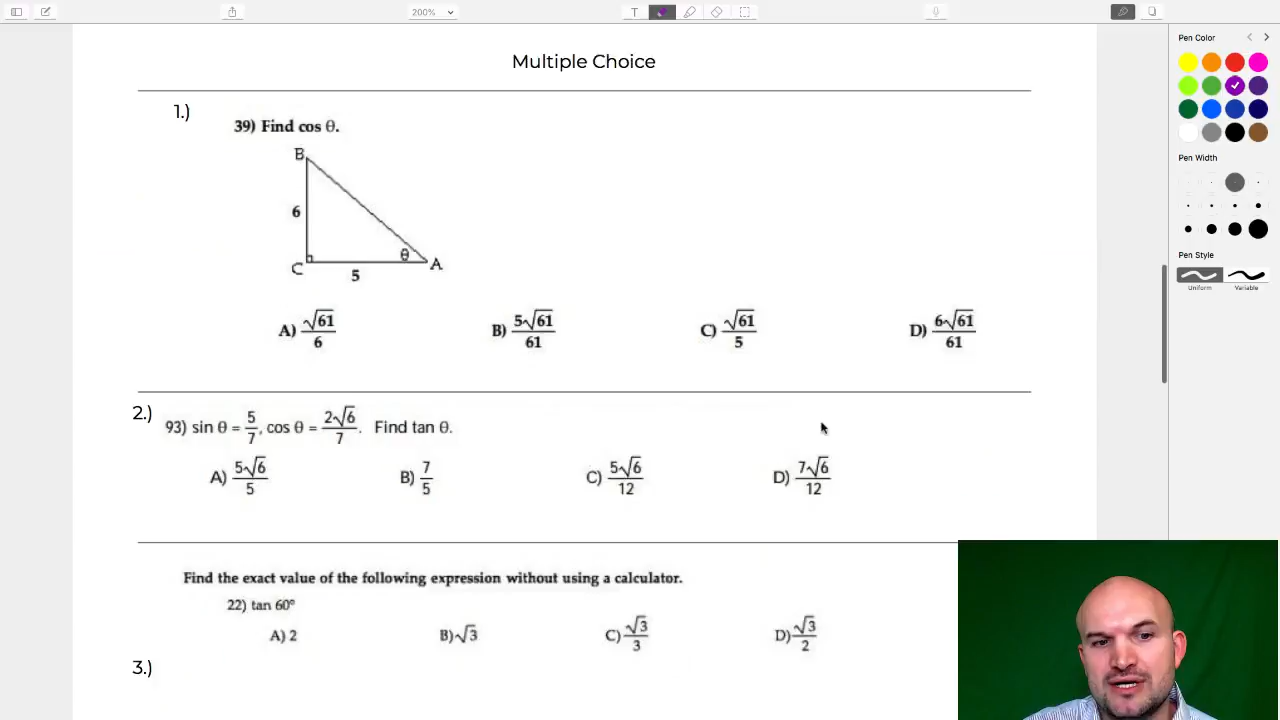 200%
T
Multiple Choice
Pen Color
Pen Width
Pen Style
Uniform
Variable
1.)
39) Find cos θ.
B
6
θ
C
A
5
A) √61/6
B) 5√61/61
C) √61/5
D) 6√61/61
2.)
93) sin θ = 5/7, cos θ = 2√6/7. Find tan θ.
A) 5√6/5
B) 7/5
C) 5√6/12
D) 7√6/12
Find the exact value of the following expression without using a calculator.
22) tan 60°
A) 2
B) √3
C) √3/3
D) √3/2
3.)